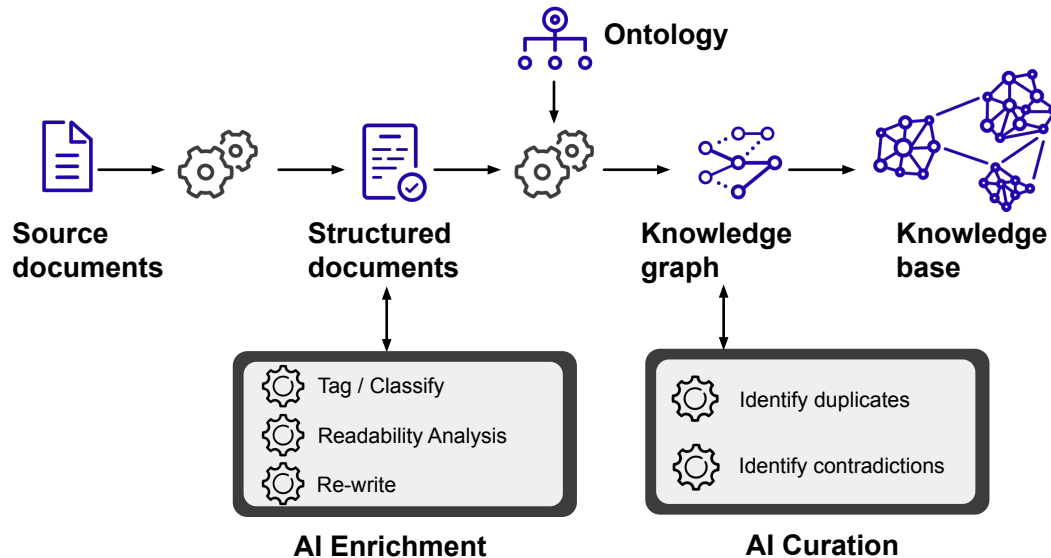 Ontology
Source
documents
Structured
documents
Knowledge
graph
Knowledge
base
Tag / Classify
Readability Analysis
Re-write
Identify duplicates
Identify contradictions
AI Enrichment
AI Curation